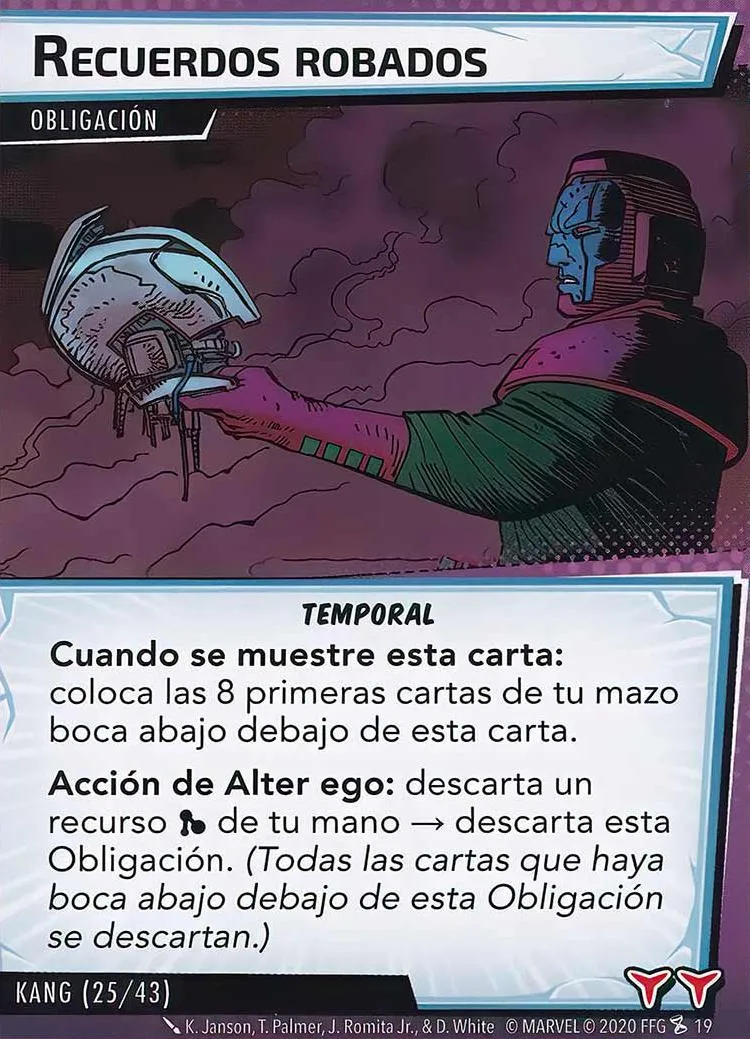 RECUERDOS ROBADOS
OBLIGACIÓN
TEMPORAL
Cuando se muestre esta carta:
coloca las 8 primeras cartas de tu mazo
boca abajo debajo de esta carta.
Acción de Alter ego: descarta un
recurso de tu mano → descarta esta
Obligación. (Todas las cartas que haya
boca abajo debajo de esta Obligación
se descartan.)
KANG (25/43)
K. Janson, T. Palmer, J. Romita Jr., & D. White © MARVEL © 2020 FFG 19